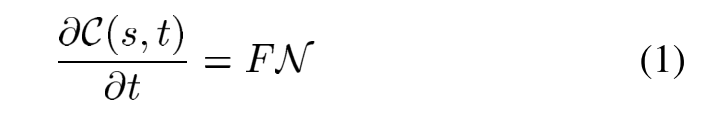 ∂𝒞(s, t)/∂t = F𝒩 (1)